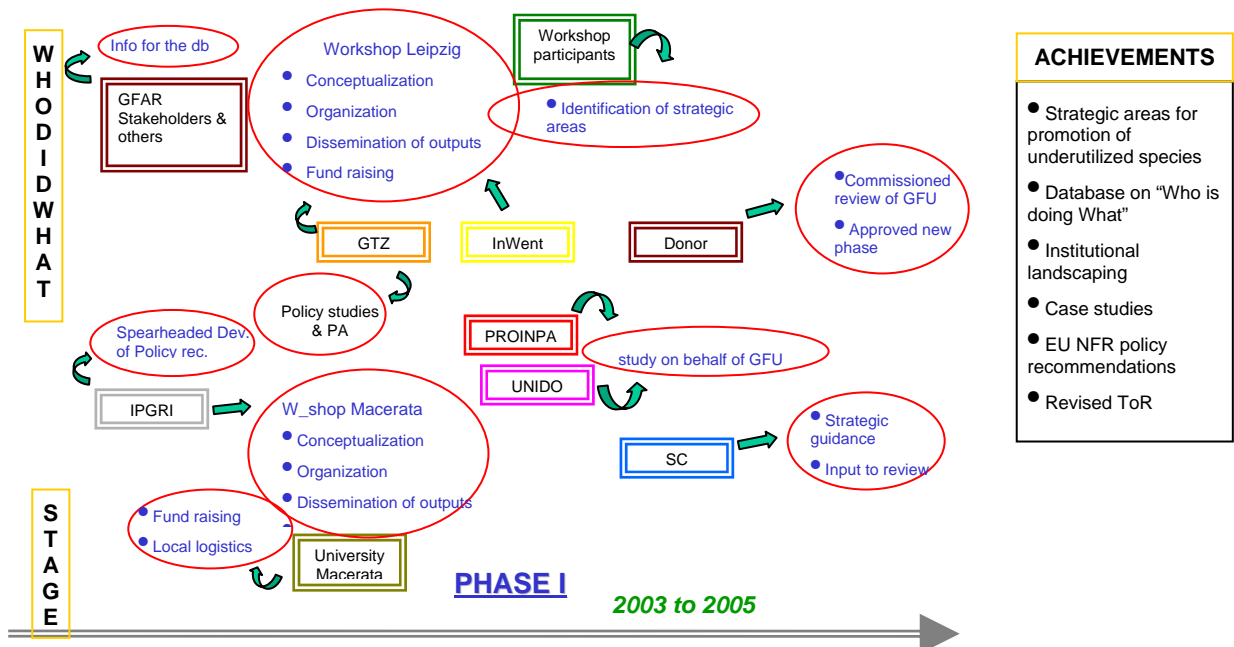 W
H
O
D
I
D
W
H
A
T
Info for the db
GFAR
Stakeholders &
others
Workshop Leipzig
• Conceptualization
• Organization
• Dissemination of outputs
• Fund raising
Workshop
participants
• Identification of strategic
areas
• Commissioned
review of GFU
• Approved new
phase
GTZ
InWent
Donor
Policy studies
& PA
Spearheaded Dev.
of Policy rec.
PROINPA
study on behalf of GFU
UNIDO
IPGRI
W_shop Macerata
• Conceptualization
• Organization
• Dissemination of outputs
SC
• Strategic
guidance
• Input to review
• Fund raising
• Local logistics
University
Macerata
S
T
A
G
E
PHASE I
2003 to 2005
ACHIEVEMENTS
• Strategic areas for
promotion of
underutilized species
• Database on “Who is
doing What”
• Institutional
landscaping
• Case studies
• EU NFR policy
recommendations
• Revised ToR